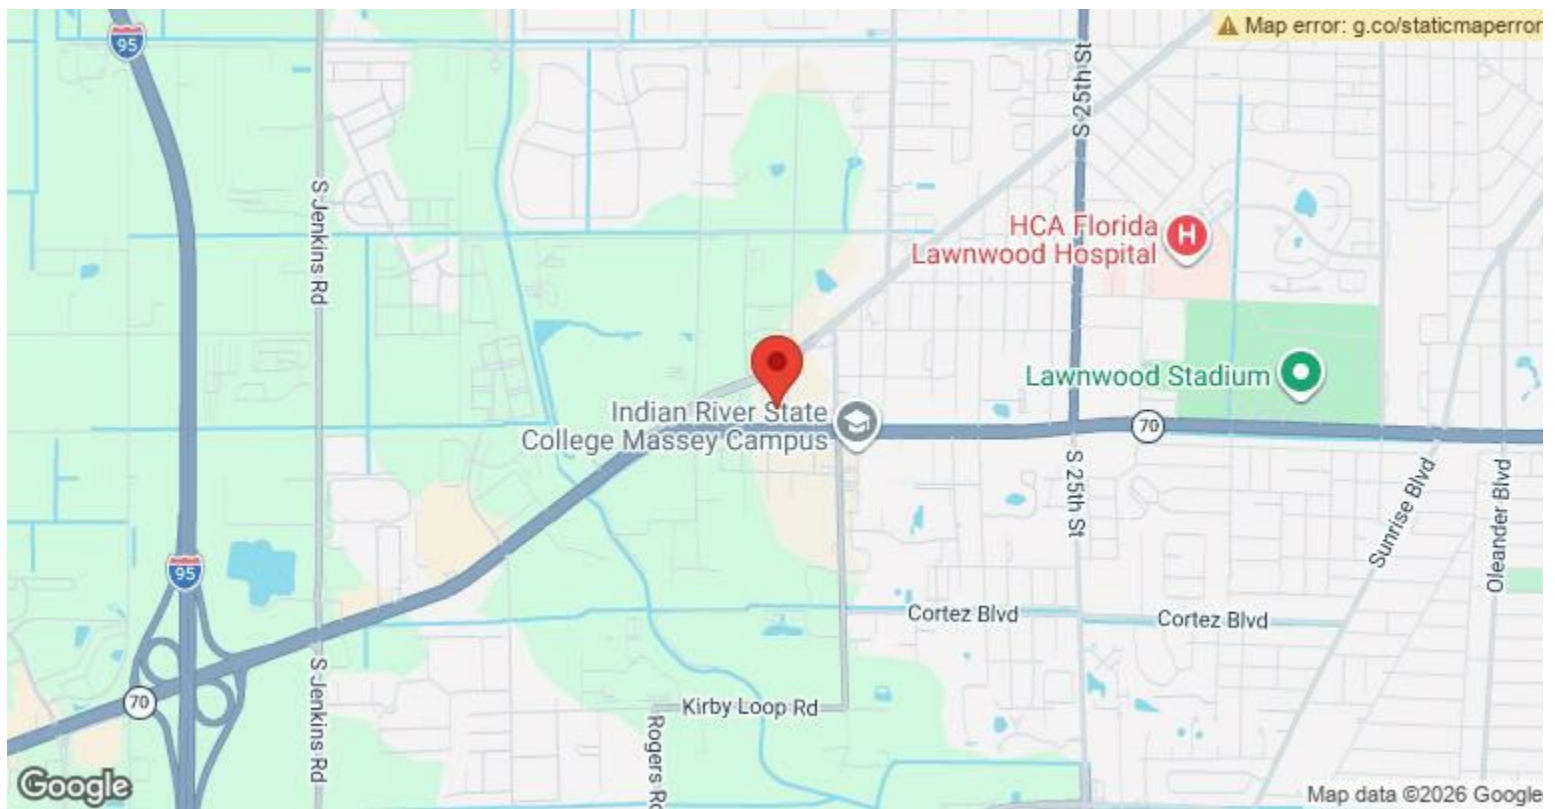 Map error: g.co/staticmaperror
95
S 25th St
S Jenkins Rd
HCA Florida
Lawnwood Hospital
Lawnwood Stadium
Indian River State
College Massey Campus
70
S 25th St
Sunrise Blvd
Oleander Blvd
95
Cortez Blvd
Cortez Blvd
70
S Jenkins Rd
Kirby Loop Rd
Rogers Rd
Google
Map data ©2026 Google